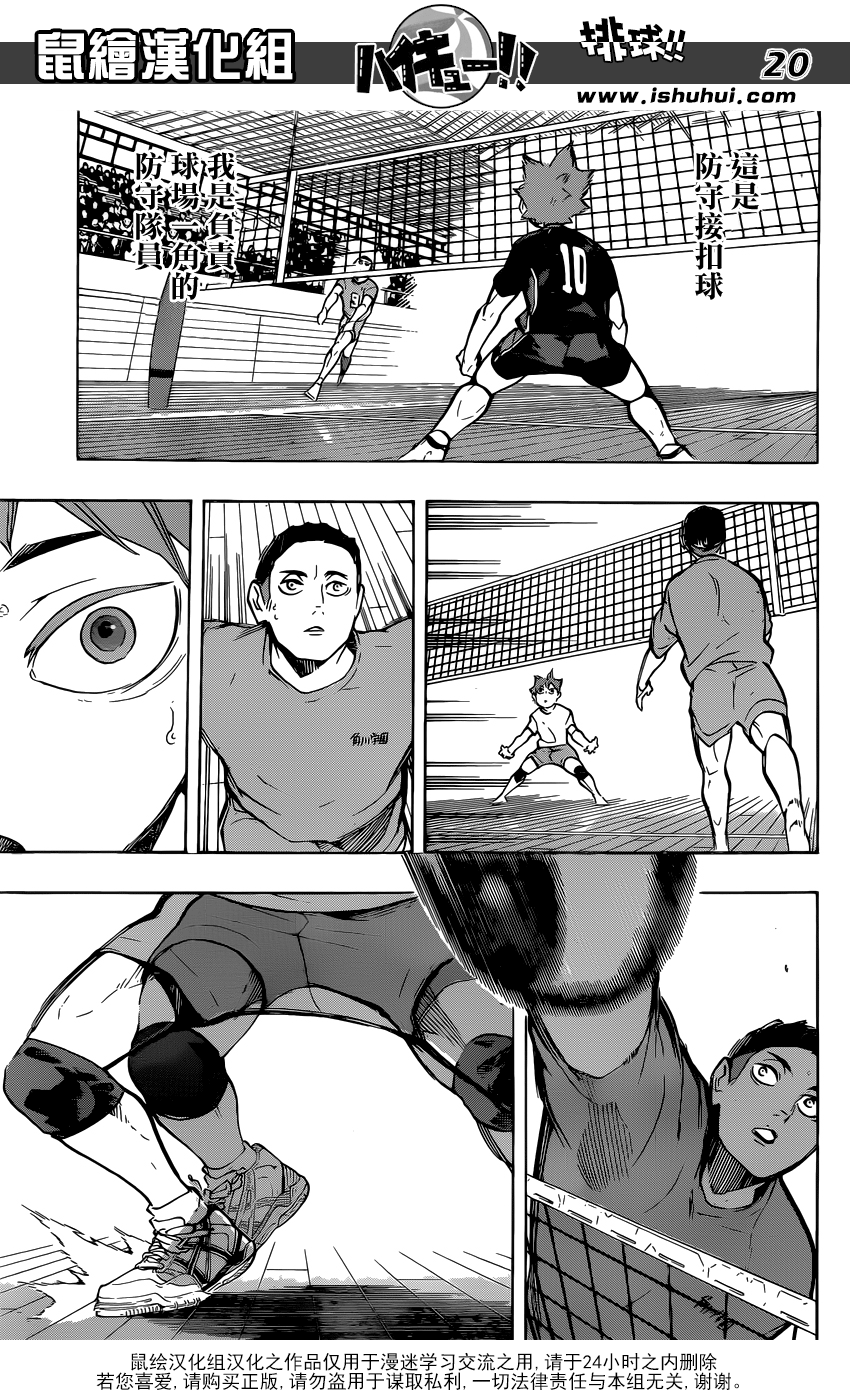 鼠繪漢化組
ハイキュー!!
排球!!
20
www.ishuhui.com
這是
防守接扣球
我是負責
球場一角的
防守隊員
10
角川学園
鼠绘汉化组汉化之作品仅用于漫迷学习交流之用,请于24小时之内删除
若您喜爱,请购买正版,请勿盗用于谋取私利,一切法律责任与本组无关,谢谢。